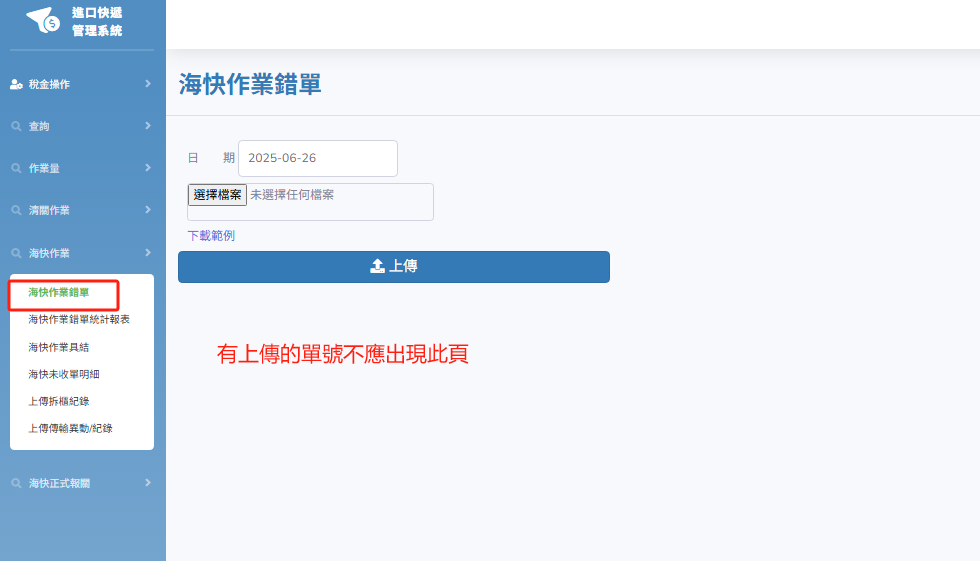 進口快遞
管理系統
稅金操作
查詢
作業量
清關作業
海快作業
海快作業錯單
海快作業錯單統計報表
海快作業具結
海快未收單明細
上傳拆櫃紀錄
上傳傳輸異動/紀錄
海快正式報關
海快作業錯單
日 期 2025-06-26
選擇檔案 未選擇任何檔案
下載範例
上傳
有上傳的單號不應出現此頁